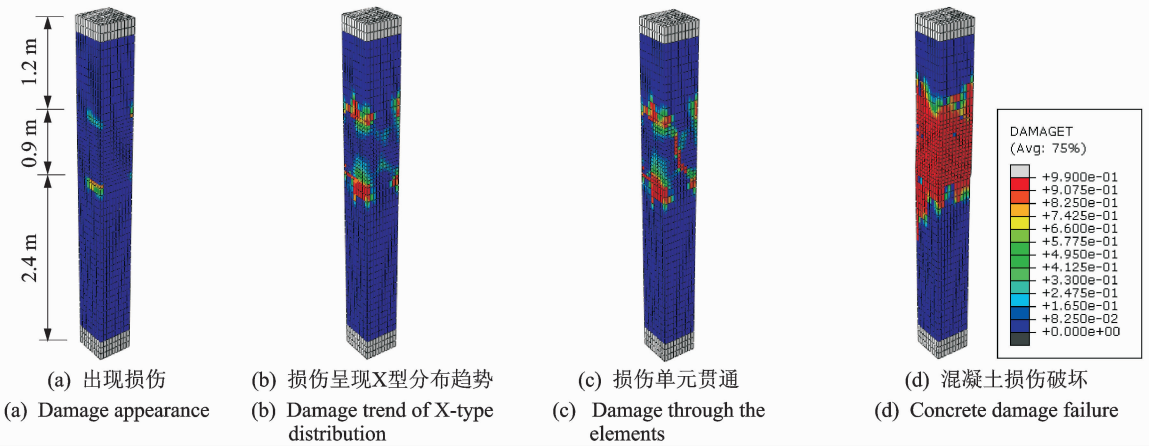 1.2 m
0.9 m
2.4 m
DAMAGET
(Avg: 75%)
+9.900e-01
+9.075e-01
+8.250e-01
+7.425e-01
+6.600e-01
+5.775e-01
+4.950e-01
+4.125e-01
+3.300e-01
+2.475e-01
+1.650e-01
+8.250e-02
+0.000e+00
(a) 出现损伤
(a) Damage appearance
(b) 损伤呈现X型分布趋势
(b) Damage trend of X-type
distribution
(c) 损伤单元贯通
(c) Damage through the
elements
(d) 混凝土损伤破坏
(d) Concrete damage failure